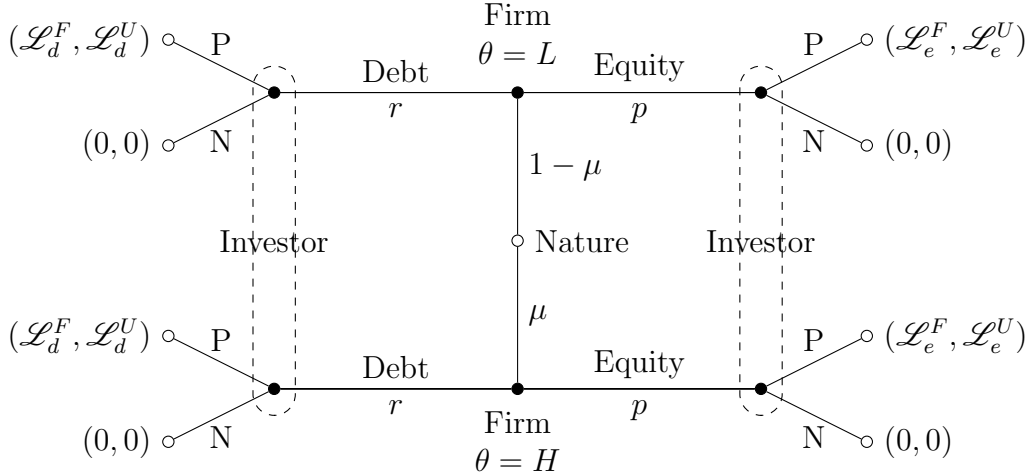 Firm
θ = L
(ℒ_d^F, ℒ_d^U) P Debt Equity P (ℒ_e^F, ℒ_e^U)
r p
(0, 0) N N (0, 0)
1 − μ
Investor Nature Investor
μ
(ℒ_d^F, ℒ_d^U) P Debt Equity P (ℒ_e^F, ℒ_e^U)
r p
(0, 0) N N (0, 0)
Firm
θ = H